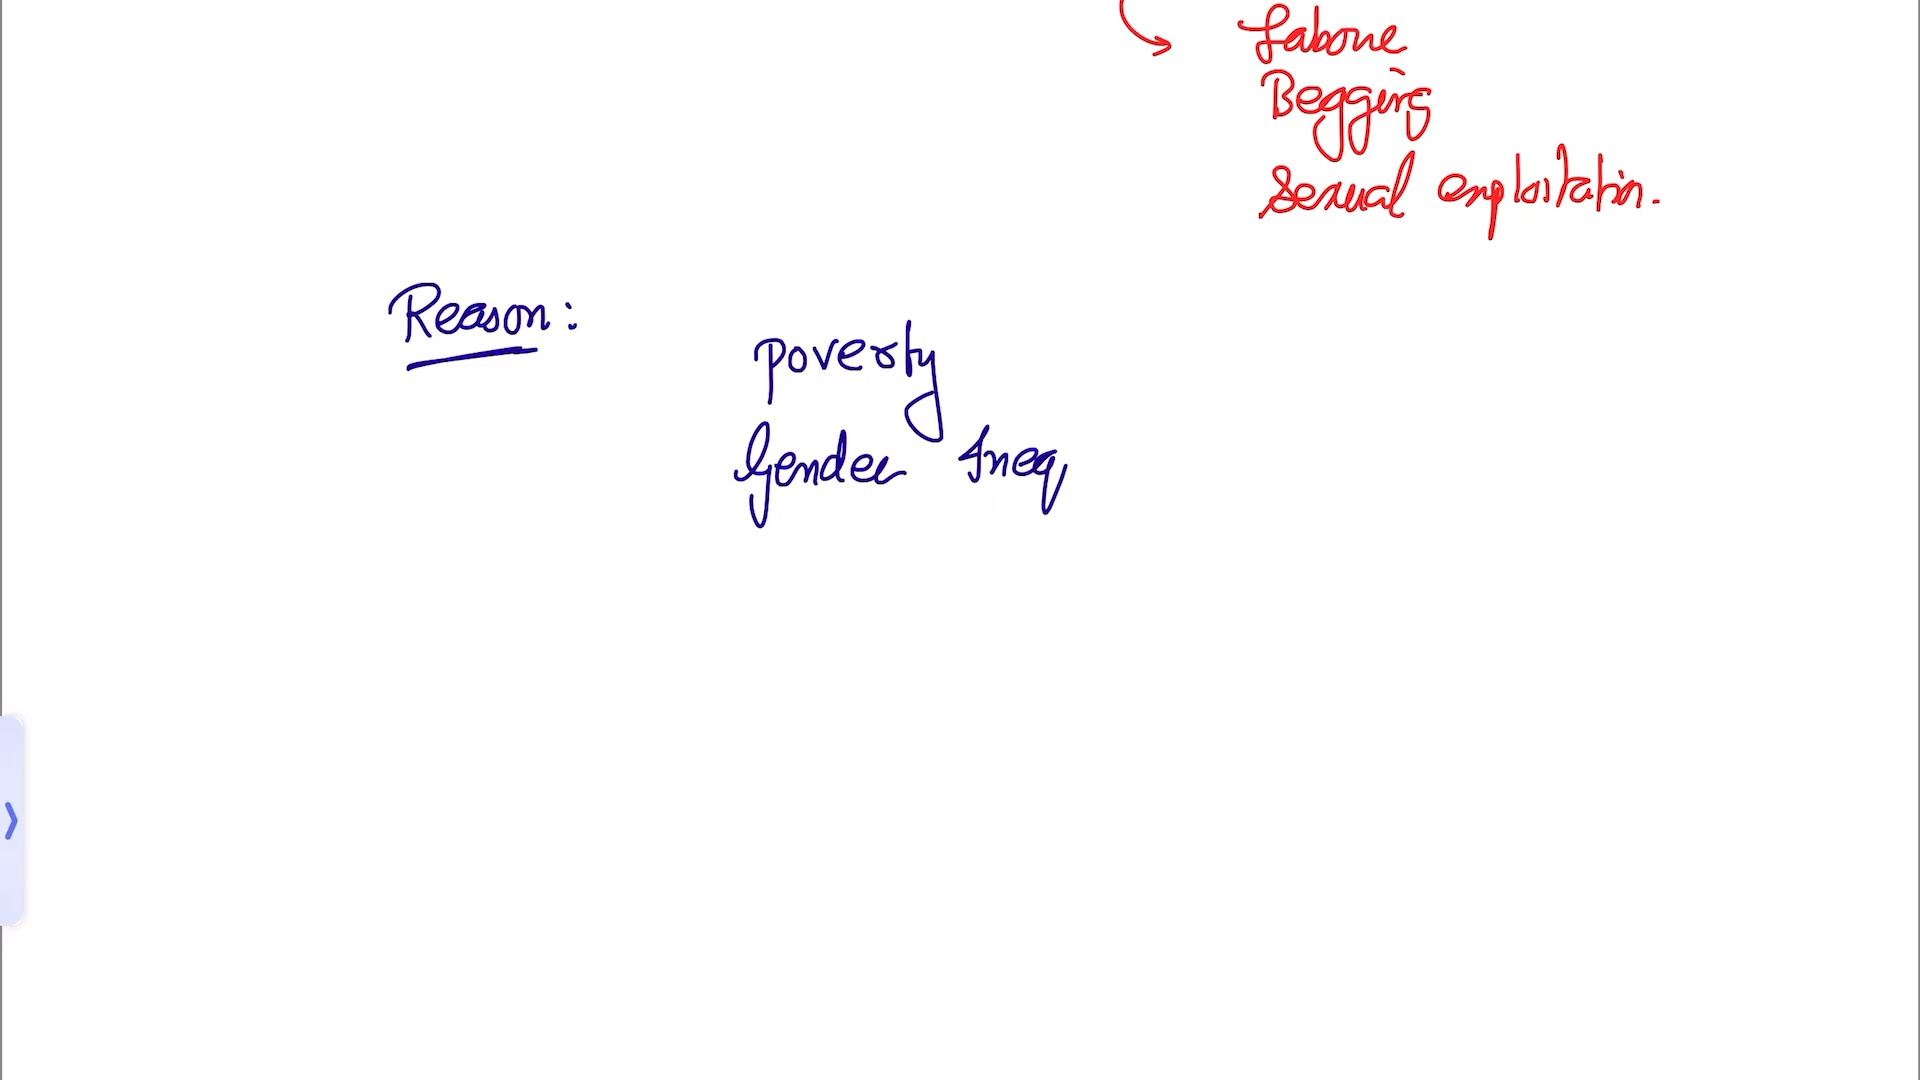 Labour
Begging
Sexual exploitation.
Reason:
Poverty
Gender Ineq